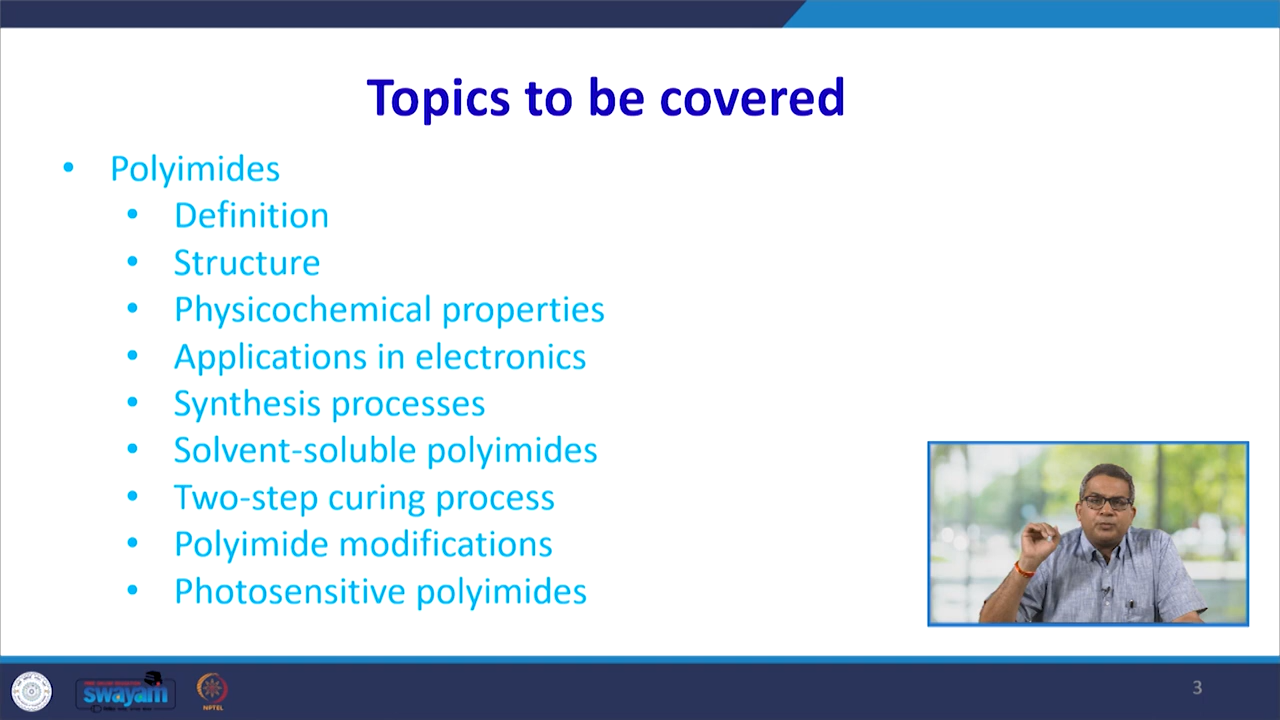 Topics to be covered
• Polyimides
• Definition
• Structure
• Physicochemical properties
• Applications in electronics
• Synthesis processes
• Solvent-soluble polyimides
• Two-step curing process
• Polyimide modifications
• Photosensitive polyimides
swayam
NPTEL
3